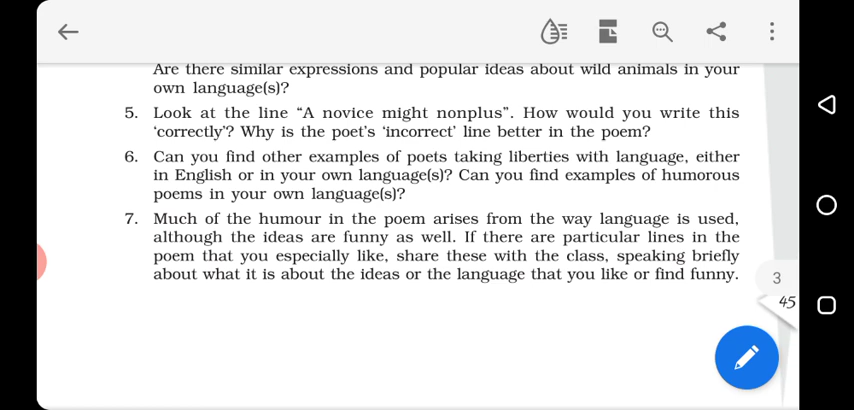 Are there similar expressions and popular ideas about wild animals in your
own language(s)?
5. Look at the line “A novice might nonplus”. How would you write this
‘correctly’? Why is the poet’s ‘incorrect’ line better in the poem?
6. Can you find other examples of poets taking liberties with language, either
in English or in your own language(s)? Can you find examples of humorous
poems in your own language(s)?
7. Much of the humour in the poem arises from the way language is used,
although the ideas are funny as well. If there are particular lines in the
poem that you especially like, share these with the class, speaking briefly
about what it is about the ideas or the language that you like or find funny.
3
45